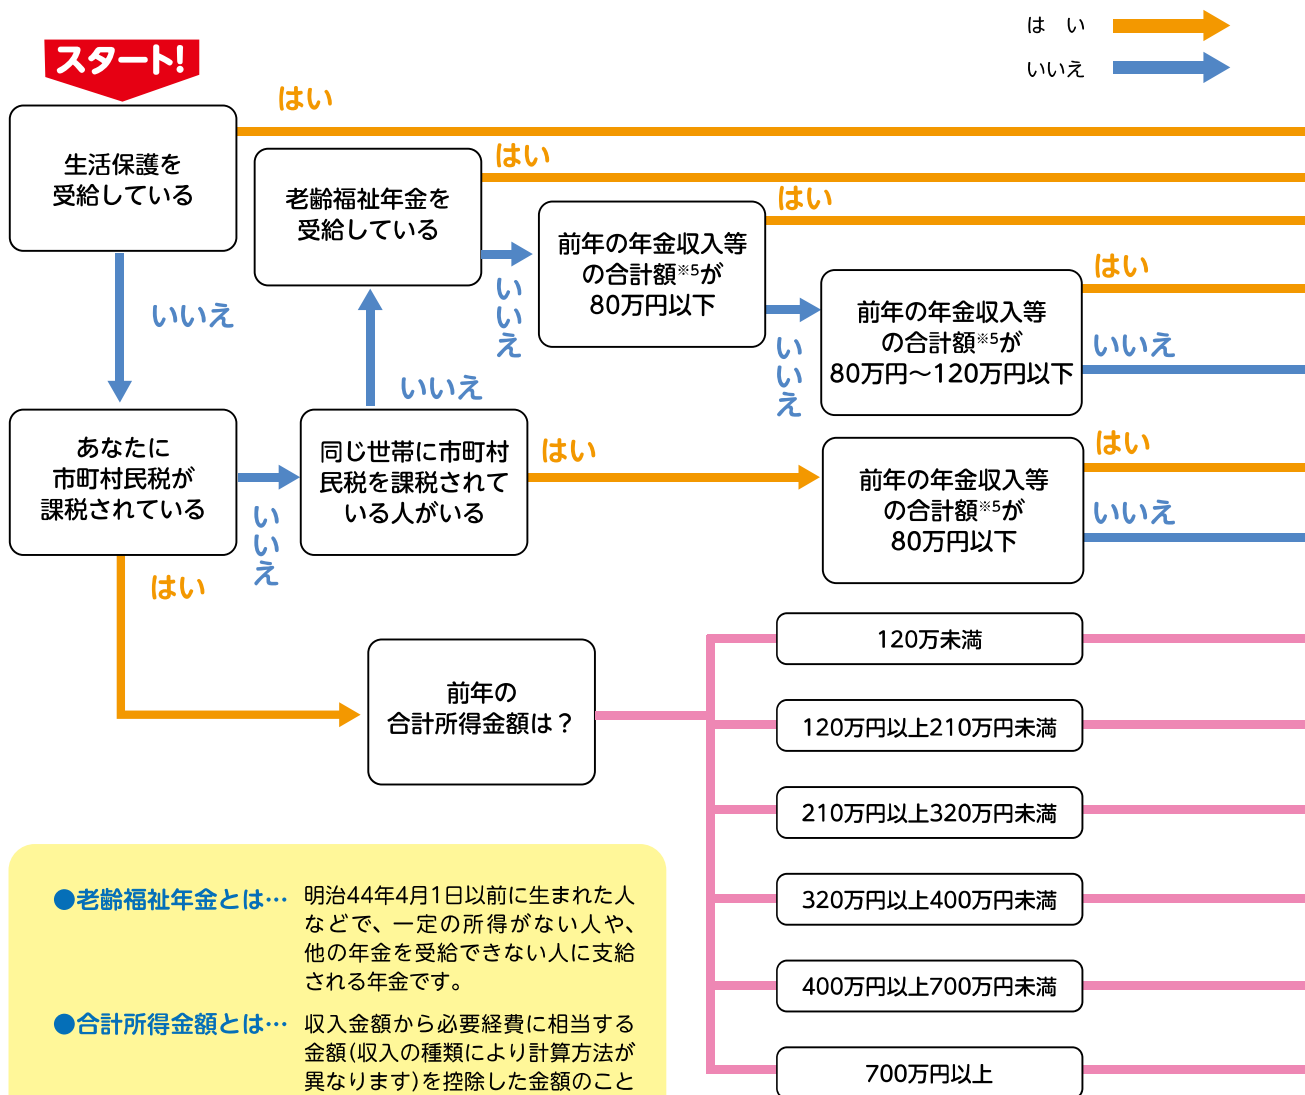 は い
いいえ
スタート!
はい
生活保護を
受給している
はい
老齢福祉年金を
受給している
はい
前年の年金収入等
の合計額※5が
80万円以下
いいえ
いいえ
はい
前年の年金収入等
の合計額※5が
80万円～120万円以下
いいえ
いいえ
いいえ
あなたに
市町村民税が
課税されている
いいえ
同じ世帯に市町村
民税を課税されて
いる人がいる
はい
前年の年金収入等
の合計額※5が
80万円以下
はい
いいえ
はい
前年の
合計所得金額は？
120万未満
120万円以上210万円未満
210万円以上320万円未満
320万円以上400万円未満
400万円以上700万円未満
700万円以上
●老齢福祉年金とは… 明治44年4月1日以前に生まれた人
などで、一定の所得がない人や、
他の年金を受給できない人に支給
される年金です。
●合計所得金額とは… 収入金額から必要経費に相当する
金額(収入の種類により計算方法が
異なります)を控除した金額のこと